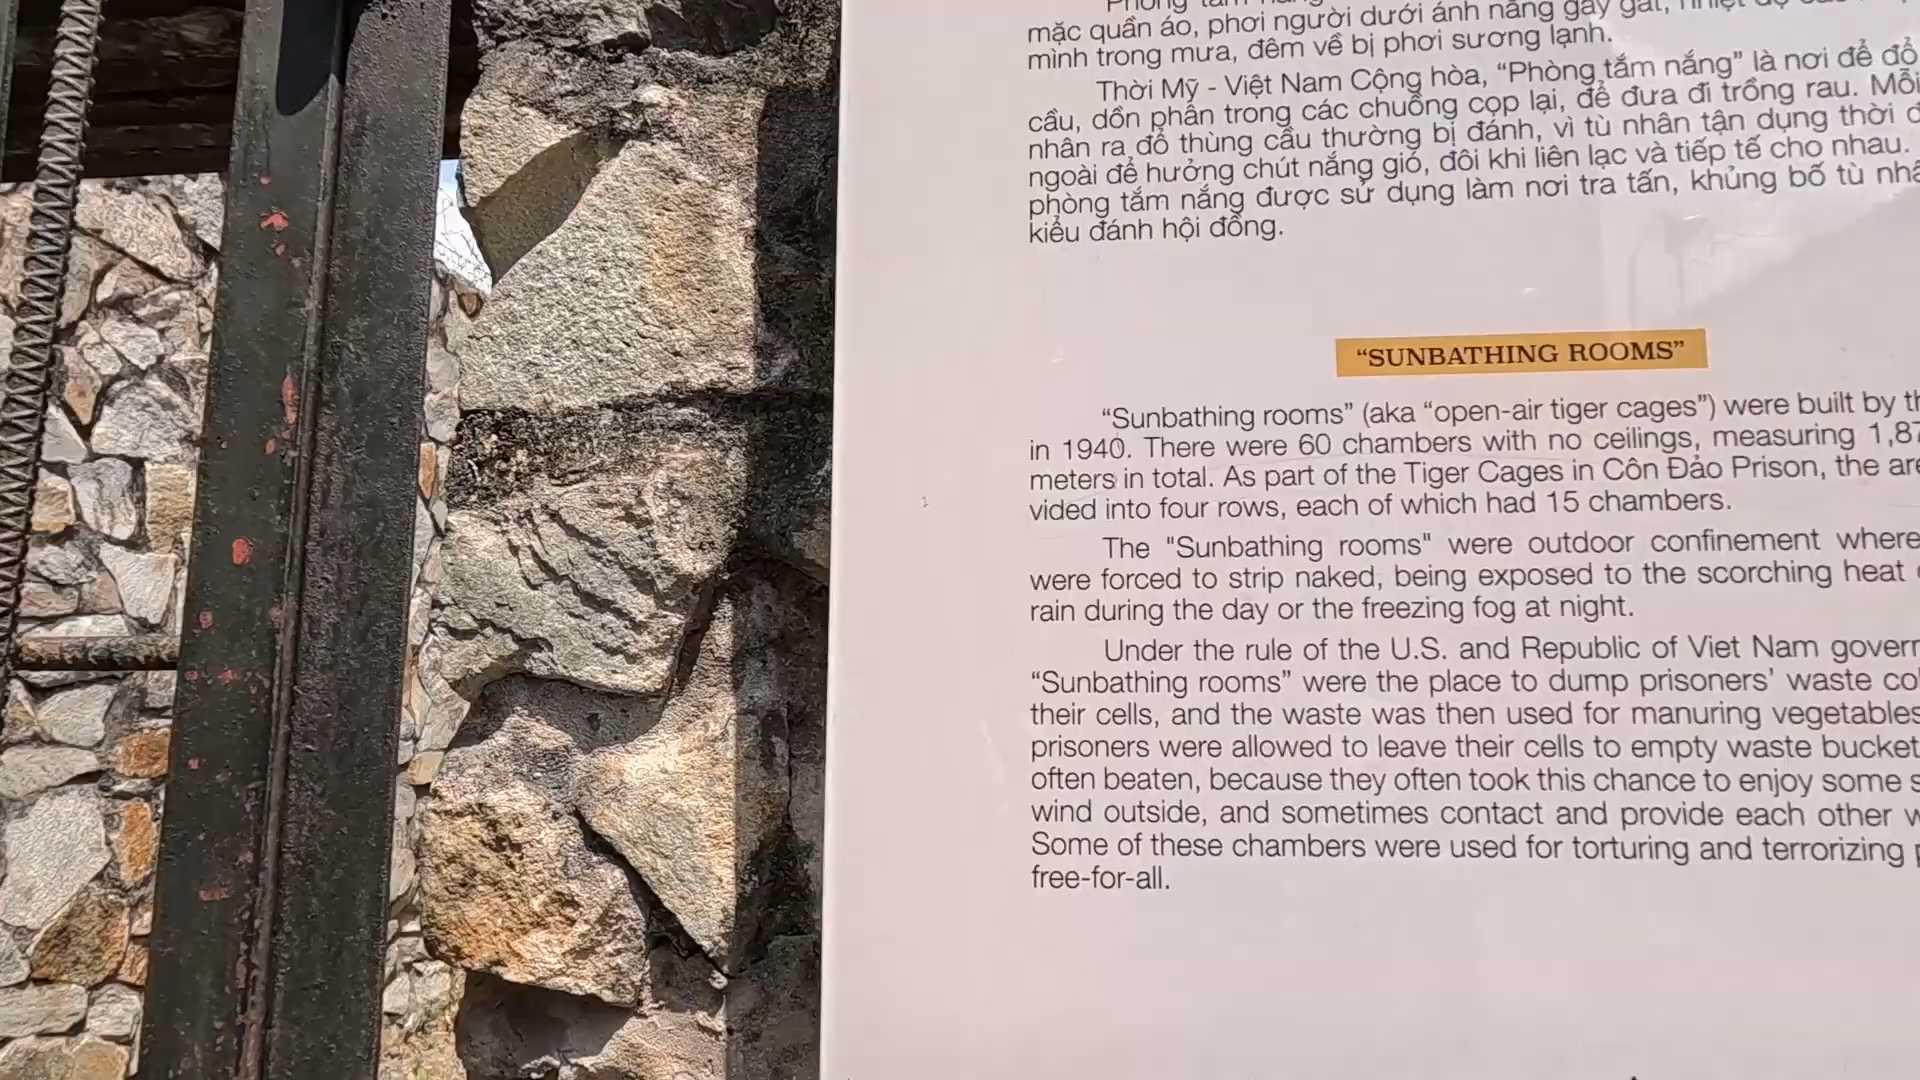 mặc quần áo, phơi người dưới ánh nắng gay gắt,
mình trong mưa, đêm về bị phơi sương lạnh.
Thời Mỹ - Việt Nam Cộng hòa, “Phòng tắm nắng” là nơi để đổ
cầu, dồn phân trong các chuồng cọp lại, để đưa đi trồng rau. Mỗi
nhân ra đổ thùng cầu thường bị đánh, vì tù nhân tận dụng thời
ngoài để hưởng chút nắng gió, đôi khi liên lạc và tiếp tế cho nhau.
phòng tắm nắng được sử dụng làm nơi tra tấn, khủng bố tù
kiểu đánh hội đồng.
“SUNBATHING ROOMS”
“Sunbathing rooms” (aka “open-air tiger cages”) were built by
in 1940. There were 60 chambers with no ceilings, measuring
meters in total. As part of the Tiger Cages in Côn Đảo Prison, the
vided into four rows, each of which had 15 chambers.
The "Sunbathing rooms" were outdoor confinement where
were forced to strip naked, being exposed to the scorching heat
rain during the day or the freezing fog at night.
Under the rule of the U.S. and Republic of Viet Nam
“Sunbathing rooms” were the place to dump prisoners’ waste
their cells, and the waste was then used for manuring vegetables
prisoners were allowed to leave their cells to empty waste
often beaten, because they often took this chance to enjoy some
wind outside, and sometimes contact and provide each other
Some of these chambers were used for torturing and terrorizing
free-for-all.